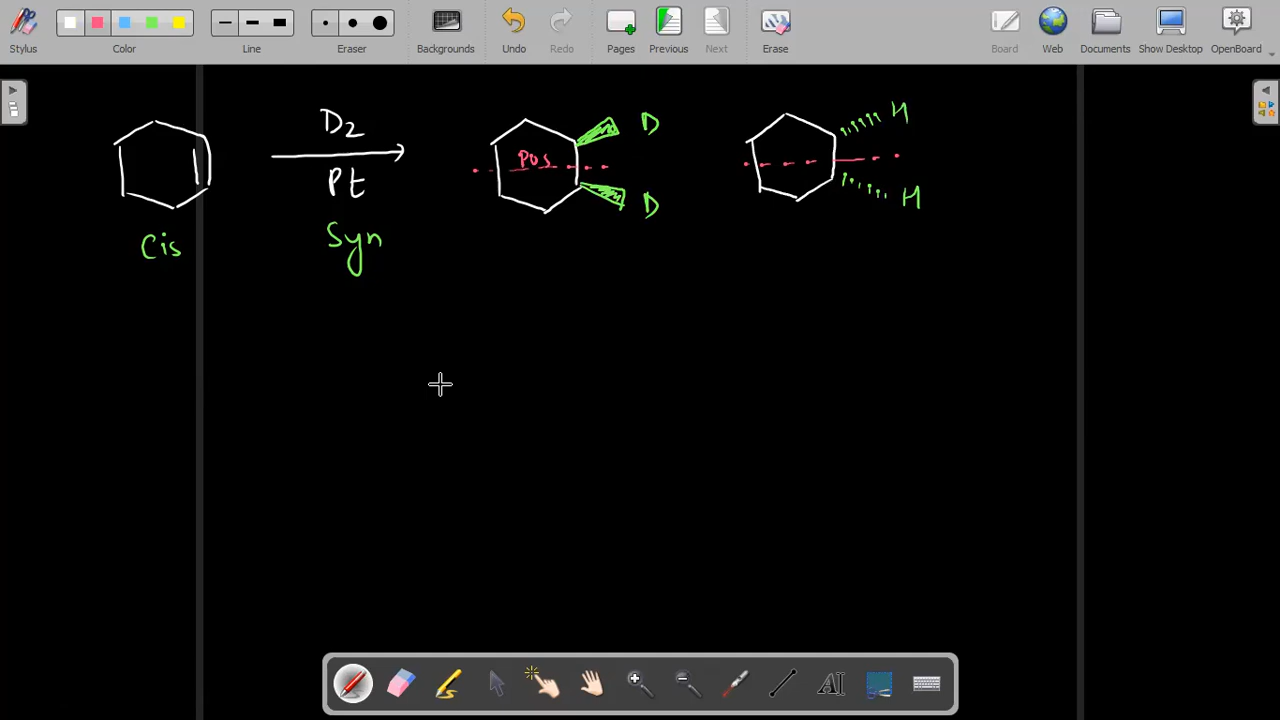 Stylus
Color
Line
Eraser
Backgrounds
Undo
Redo
Pages
Previous
Next
Erase
Board
Web
Documents
Show Desktop
OpenBoard
D2
Pt
Cis
Syn
POS
D
D
H
H
AI